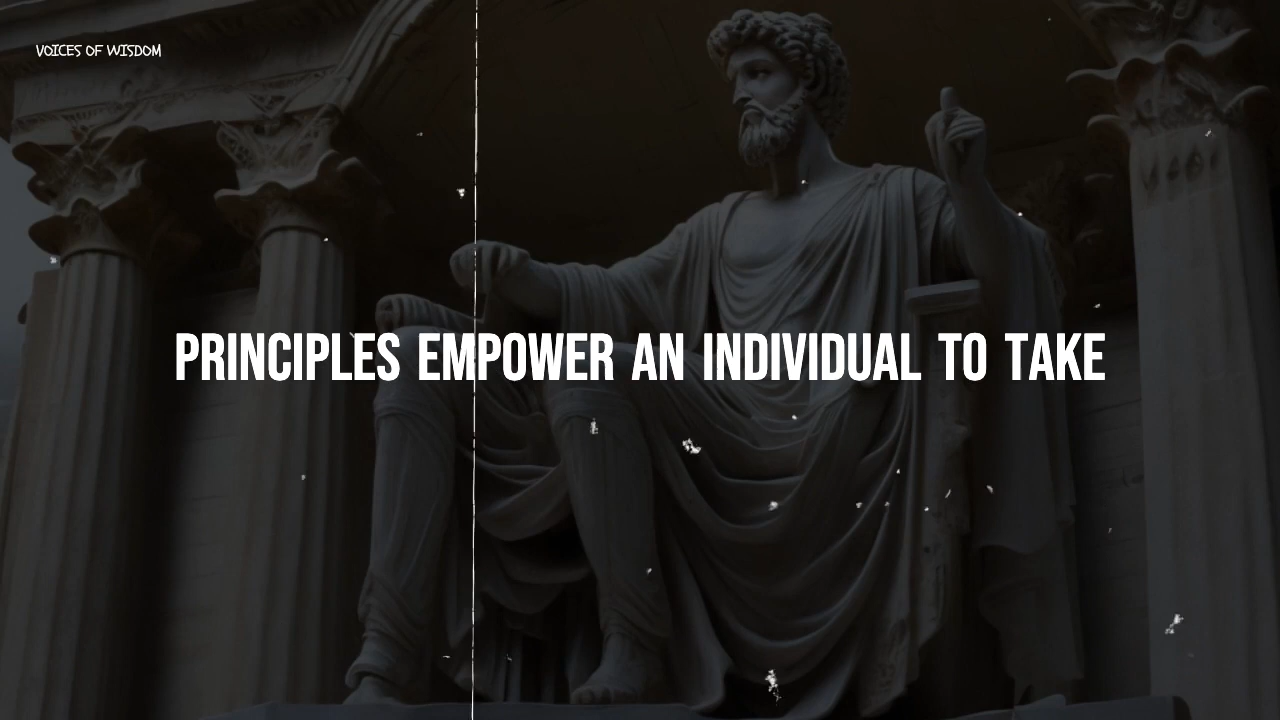 VOICES OF WISDOM
PRINCIPLES EMPOWER AN INDIVIDUAL TO TAKE